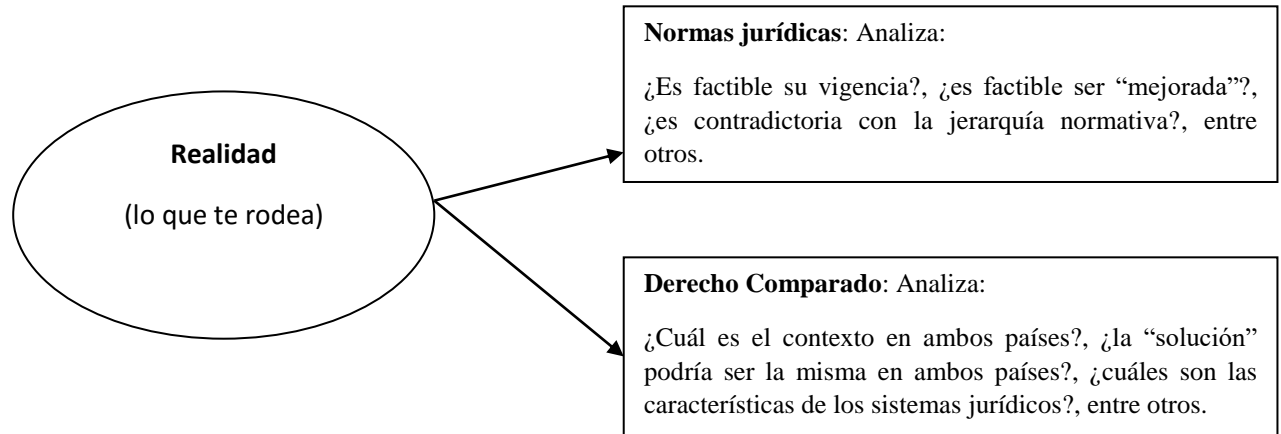 Realidad
(lo que te rodea)
Normas jurídicas: Analiza:
¿Es factible su vigencia?, ¿es factible ser “mejorada”?,
¿es contradictoria con la jerarquía normativa?, entre
otros.
Derecho Comparado: Analiza:
¿Cuál es el contexto en ambos países?, ¿la “solución”
podría ser la misma en ambos países?, ¿cuáles son las
características de los sistemas jurídicos?, entre otros.